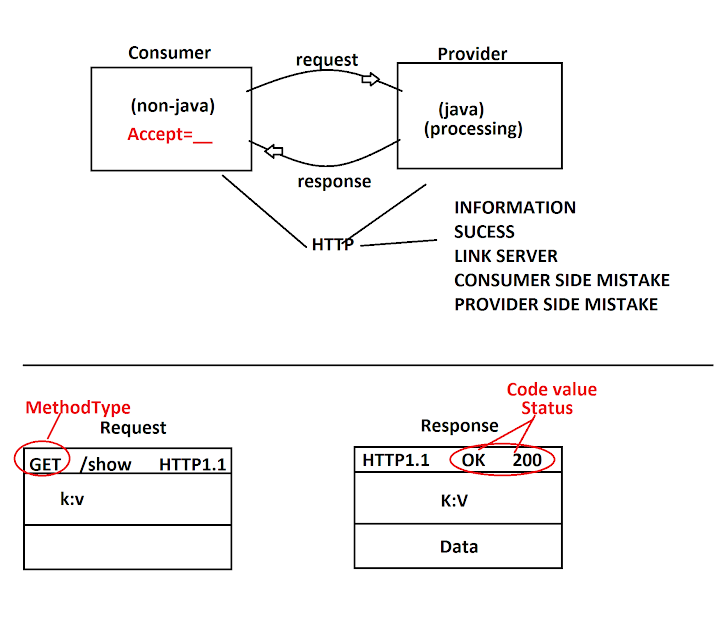 Consumer
request
Provider
(non-java)
Accept=__
(java)
(processing)
response
HTTP
INFORMATION
SUCESS
LINK SERVER
CONSUMER SIDE MISTAKE
PROVIDER SIDE MISTAKE
MethodType
Request
GET /show HTTP1.1
k:v
Code value
Status
Response
HTTP1.1 OK 200
K:V
Data